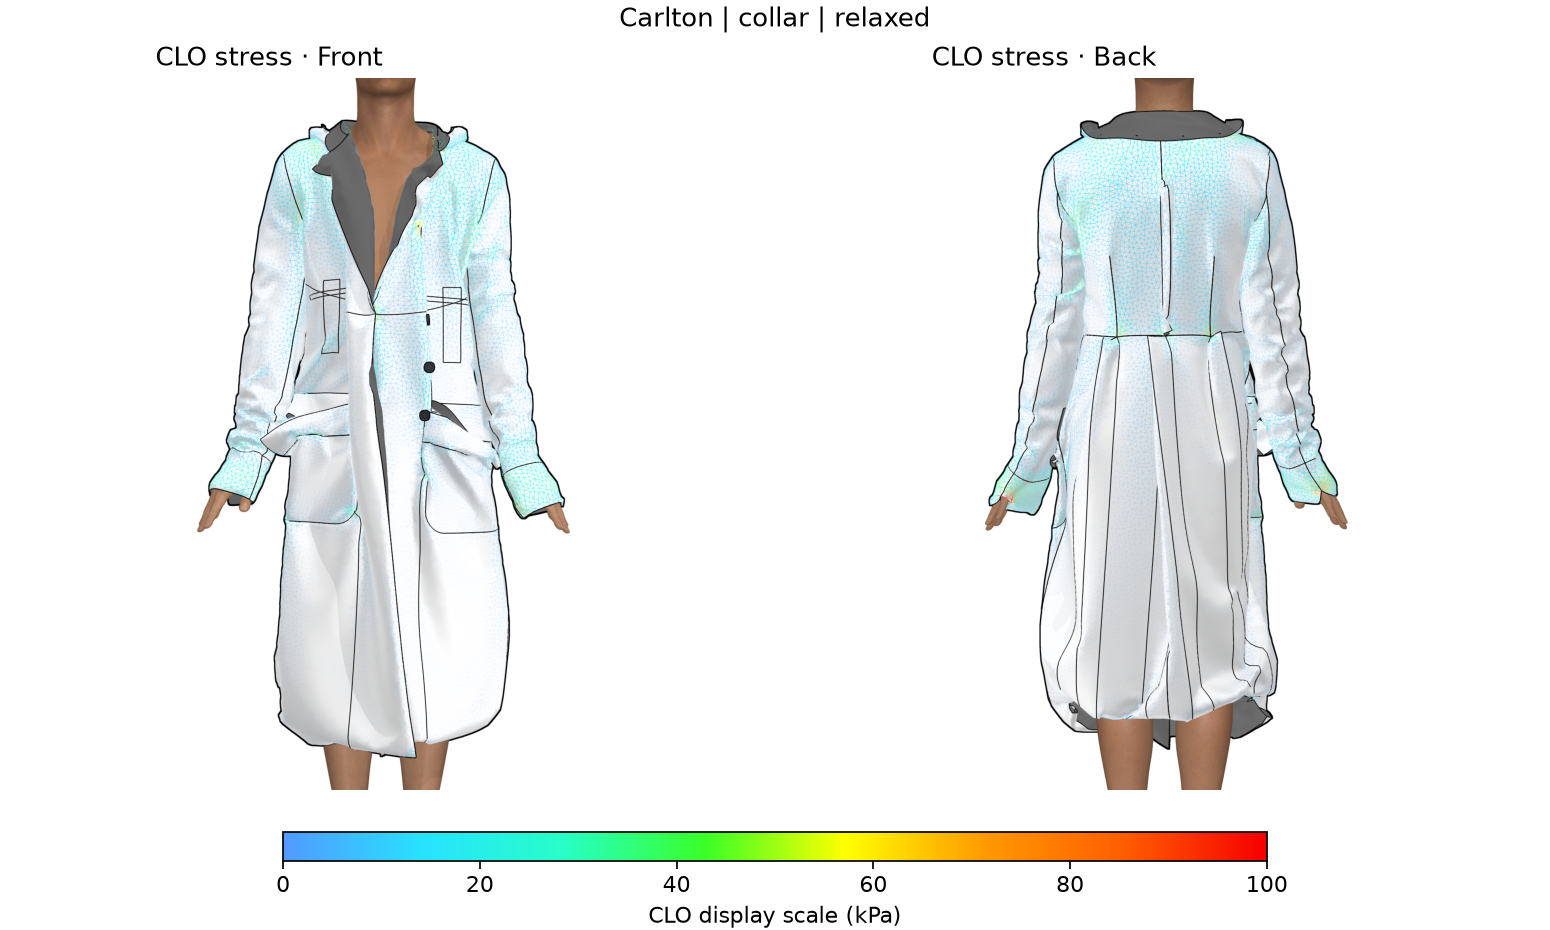 Carlton | collar | relaxed
CLO stress · Front
CLO stress · Back
0 20 40 60 80 100
CLO display scale (kPa)